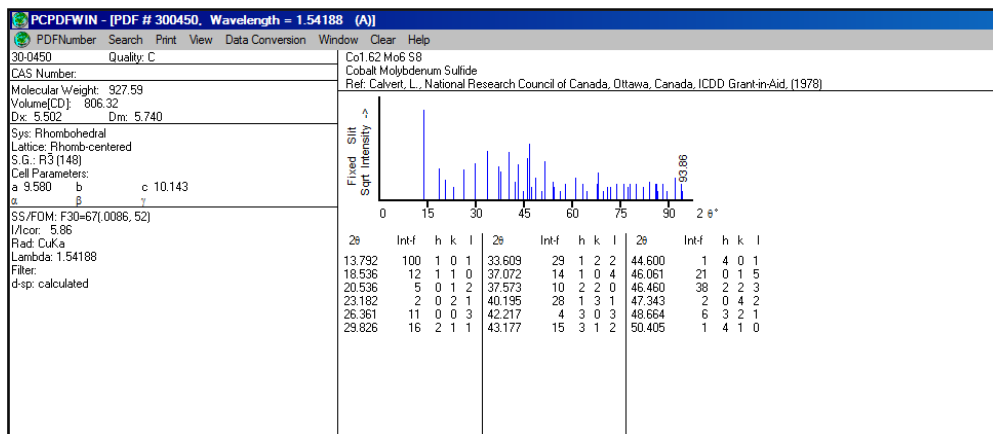 PCPDFWIN - [PDF # 300450, Wavelength = 1.54188 (A)]
PDFNumber Search Print View Data Conversion Window Clear Help
30-0450 Quality: C
CAS Number:
Molecular Weight: 927.59
Volume[CD]: 806.32
Dx: 5.502 Dm: 5.740
Sys: Rhombohedral
Lattice: Rhomb-centered
S.G.: R3̅ (148)
Cell Parameters:
a 9.580 b c 10.143
α β γ
SS/FOM: F30=67(.0086, 52)
I/Icor: 5.86
Rad: CuKa
Lambda: 1.54188
Filter:
d-sp: calculated
Co1.62 Mo6 S8
Cobalt Molybdenum Sulfide
Ref: Calvert, L., National Research Council of Canada, Ottawa, Canada, ICDD Grant-in-Aid, (1978)
Fixed Slit
Sqrt Intensity ->
93.86
0 15 30 45 60 75 90 2 θ°
2θ Int-f h k l 2θ Int-f h k l 2θ Int-f h k l
13.792 100 1 0 1 33.609 29 1 2 2 44.600 1 4 0 1
18.536 12 1 1 0 37.072 14 1 0 4 46.061 21 0 1 5
20.536 5 0 1 2 37.573 10 2 2 0 46.460 38 2 2 3
23.182 2 0 2 1 40.195 28 1 3 1 47.343 2 0 4 2
26.361 11 0 0 3 42.217 4 3 0 3 48.664 6 3 2 1
29.826 16 2 1 1 43.177 15 3 1 2 50.405 1 4 1 0